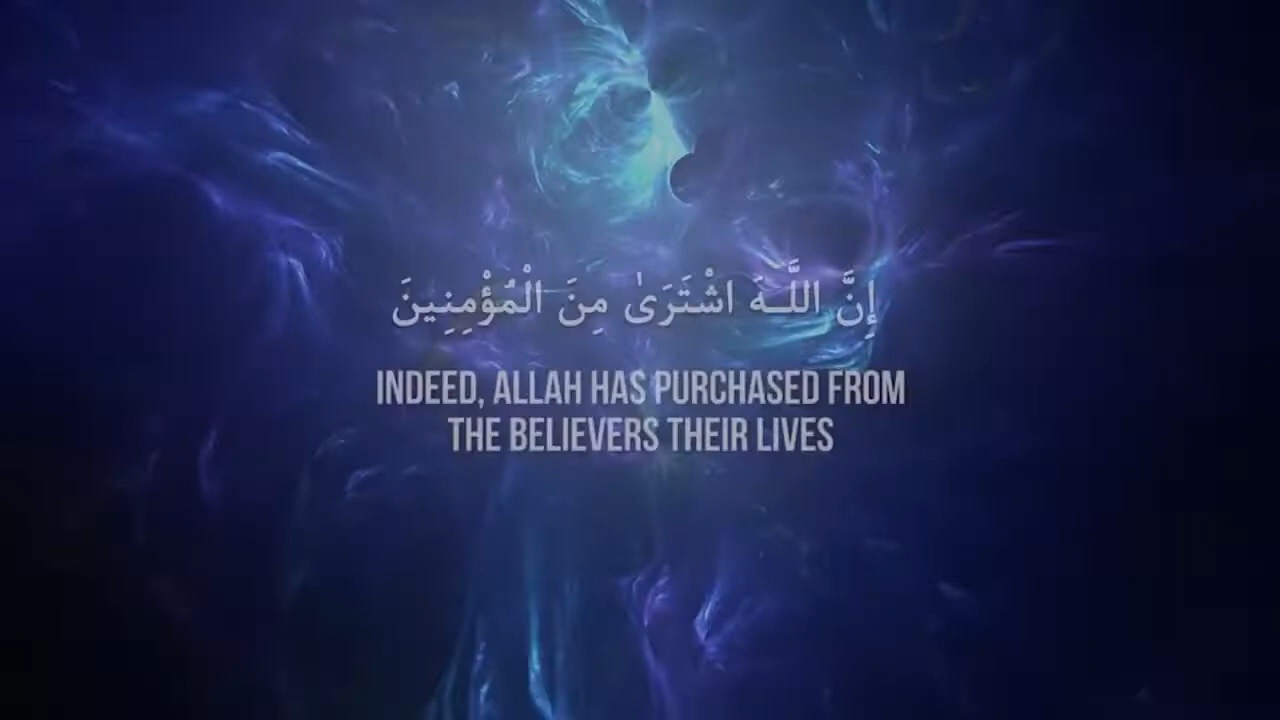 إِنَّ اللَّـهَ اشْتَرَىٰ مِنَ الْمُؤْمِنِينَ
INDEED, ALLAH HAS PURCHASED FROM
THE BELIEVERS THEIR LIVES